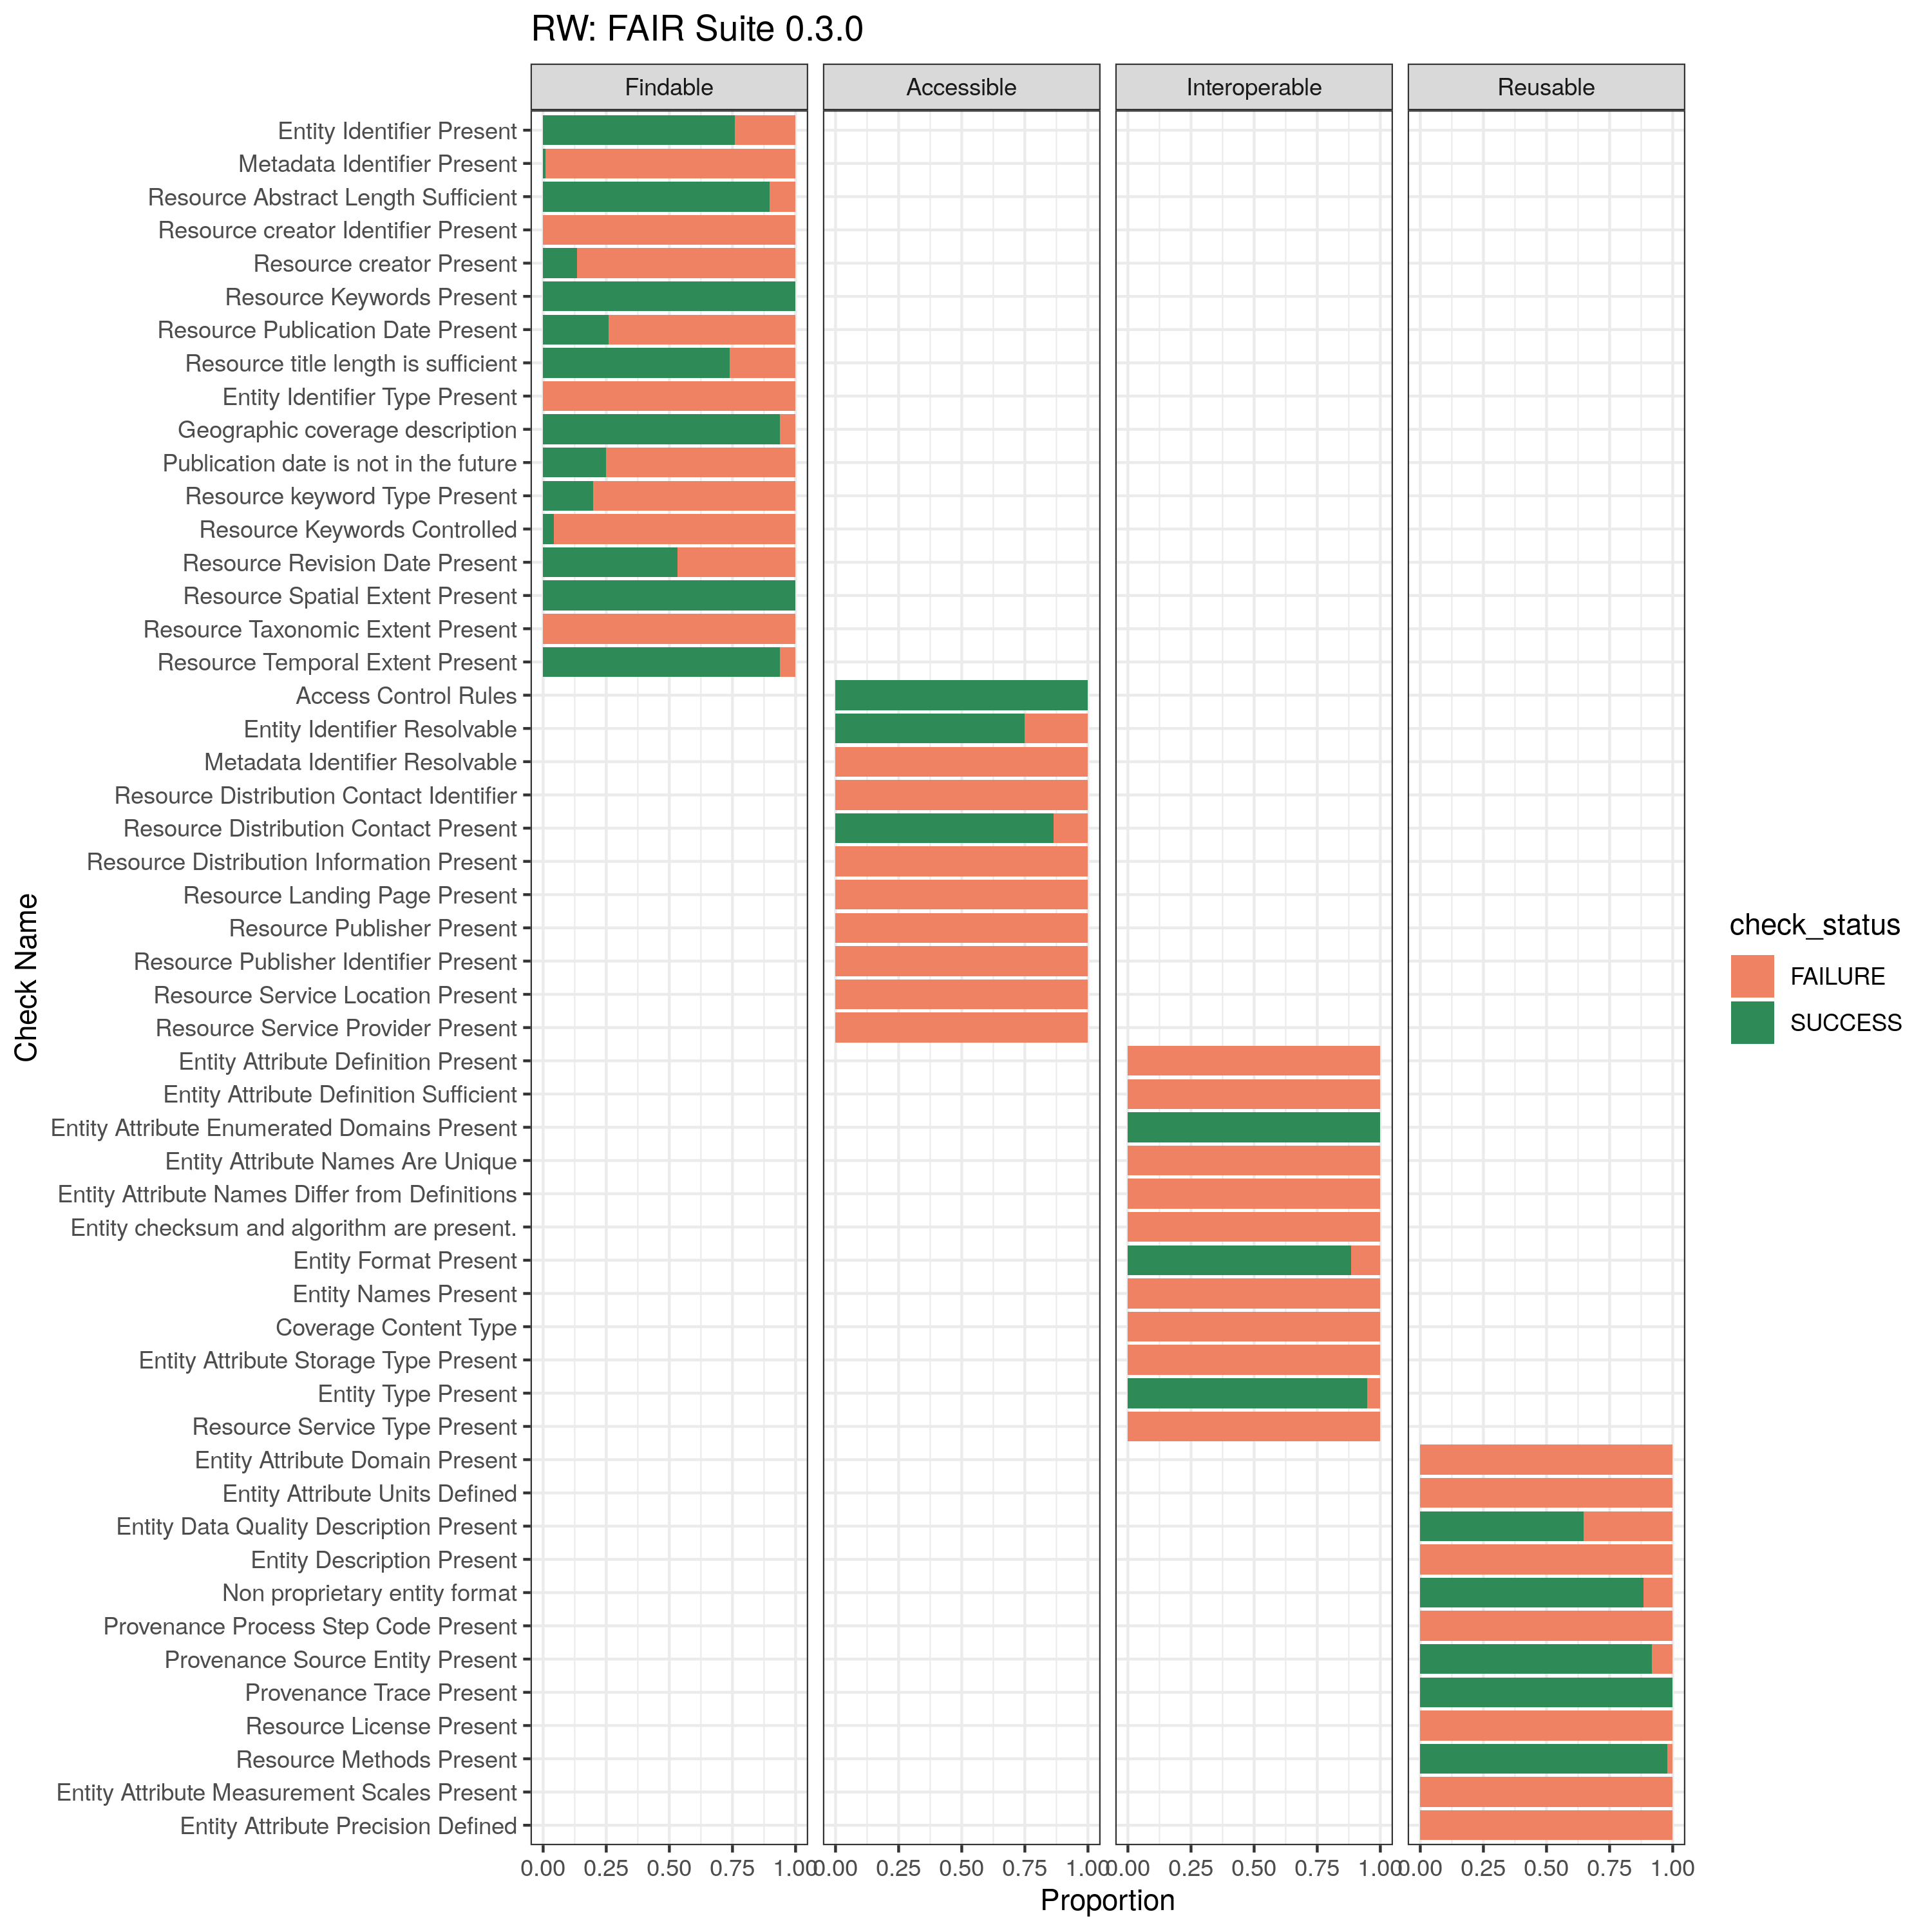 RW: FAIR Suite 0.3.0
Findable
Accessible
Interoperable
Reusable
Check Name
Entity Identifier Present
Metadata Identifier Present
Resource Abstract Length Sufficient
Resource creator Identifier Present
Resource creator Present
Resource Keywords Present
Resource Publication Date Present
Resource title length is sufficient
Entity Identifier Type Present
Geographic coverage description
Publication date is not in the future
Resource keyword Type Present
Resource Keywords Controlled
Resource Revision Date Present
Resource Spatial Extent Present
Resource Taxonomic Extent Present
Resource Temporal Extent Present
Access Control Rules
Entity Identifier Resolvable
Metadata Identifier Resolvable
Resource Distribution Contact Identifier
Resource Distribution Contact Present
Resource Distribution Information Present
Resource Landing Page Present
Resource Publisher Present
Resource Publisher Identifier Present
Resource Service Location Present
Resource Service Provider Present
Entity Attribute Definition Present
Entity Attribute Definition Sufficient
Entity Attribute Enumerated Domains Present
Entity Attribute Names Are Unique
Entity Attribute Names Differ from Definitions
Entity checksum and algorithm are present.
Entity Format Present
Entity Names Present
Coverage Content Type
Entity Attribute Storage Type Present
Entity Type Present
Resource Service Type Present
Entity Attribute Domain Present
Entity Attribute Units Defined
Entity Data Quality Description Present
Entity Description Present
Non proprietary entity format
Provenance Process Step Code Present
Provenance Source Entity Present
Provenance Trace Present
Resource License Present
Resource Methods Present
Entity Attribute Measurement Scales Present
Entity Attribute Precision Defined
0.00 0.25 0.50 0.75 1.00
0.00 0.25 0.50 0.75 1.00
0.00 0.25 0.50 0.75 1.00
0.00 0.25 0.50 0.75 1.00
Proportion
check_status
FAILURE
SUCCESS